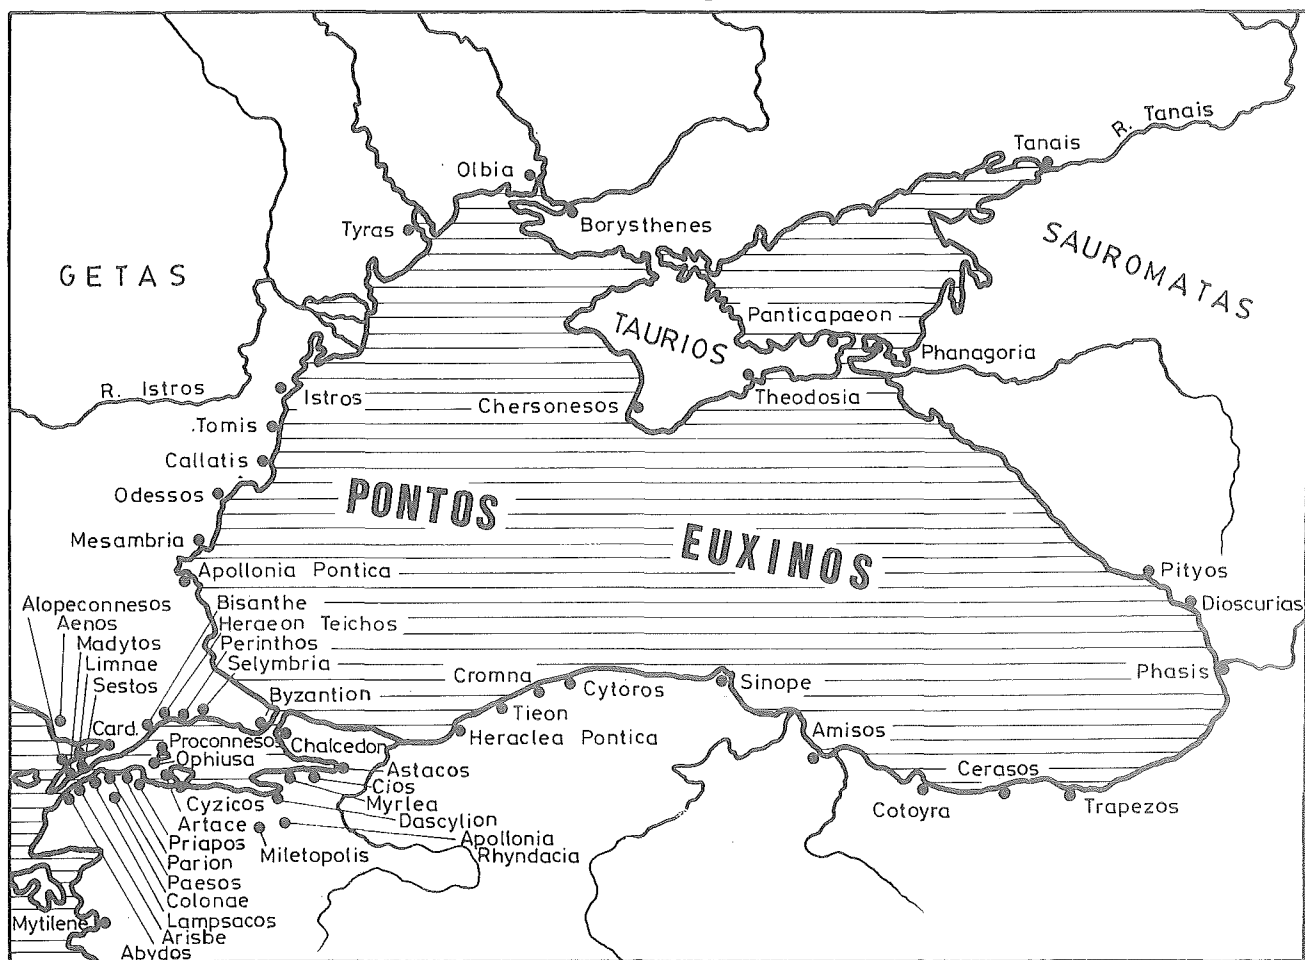 R. Tanais
Tanais
Olbia
Borysthenes
Tyras
SAUROMATAS
GETAS
Panticapaeon
TAURIOS
Phanagoria
R. Istros
Istros
Theodosia
Chersonesos
.Tomis
Callatis
Odessos
PONTOS
EUXINOS
Mesambria
Apollonia Pontica
Pityos
Dioscurias
Alopeconnesos
Aenos
Madytos
Limnae
Sestos
Bisanthe
Heraeon Teichos
Perinthos
Selymbria
Phasis
Byzantion
Cromna
Cytoros
Sinope
Tieon
Card.
Proconnesos
Ophiusa
Chalcedon
Heraclea Pontica
Amisos
Astacos
Cios
Myrlea
Dascylion
Apollonia
Rhyndacia
Cerasos
Cotoyra
Trapezos
Cyzicos
Artace
Priapos
Miletopolis
Parion
Paesos
Colonae
Lampsacos
Arisbe
Abydos
Mytilene